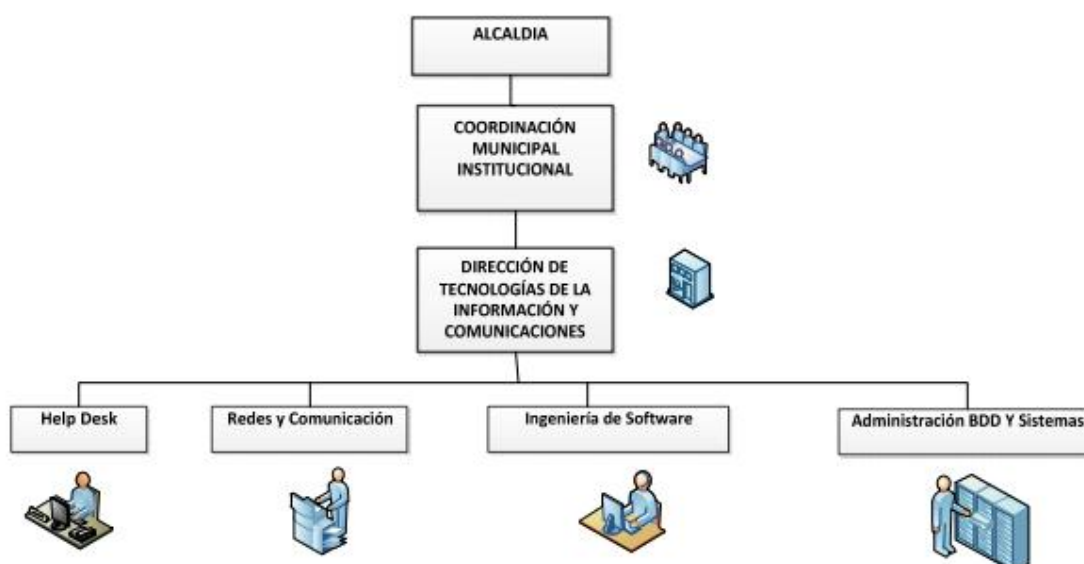 ALCALDIA
COORDINACIÓN
MUNICIPAL
INSTITUCIONAL
DIRECCIÓN DE
TECNOLOGÍAS DE LA
INFORMACIÓN Y
COMUNICACIONES
Help Desk
Redes y Comunicación
Ingeniería de Software
Administración BDD Y Sistemas